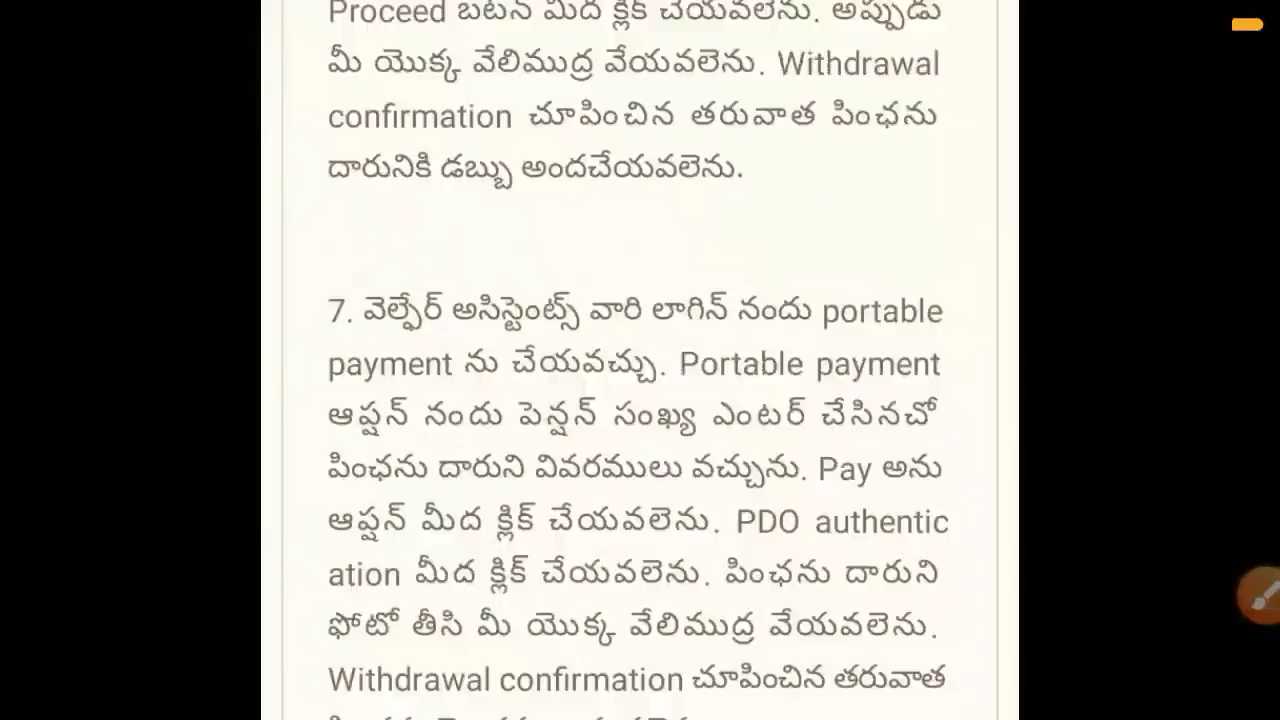 Proceed బటన్ మీద క్లిక్ చేయవలెను. అప్పుడు
మీ యొక్క వేలిముద్ర వేయవలెను. Withdrawal
confirmation చూపించిన తరువాత పింఛను
దారునికి డబ్బు అందచేయవలెను.
7. వెల్ఫేర్ అసిస్టెంట్స్ వారి లాగిన్ నందు portable
payment ను చేయవచ్చు. Portable payment
ఆప్షన్ నందు పెన్షన్ సంఖ్య ఎంటర్ చేసినచో
పింఛను దారుని వివరములు వచ్చును. Pay అను
ఆప్షన్ మీద క్లిక్ చేయవలెను. PDO authentic
ation మీద క్లిక్ చేయవలెను. పింఛను దారుని
ఫోటో తీసి మీ యొక్క వేలిముద్ర వేయవలెను.
Withdrawal confirmation చూపించిన తరువాత